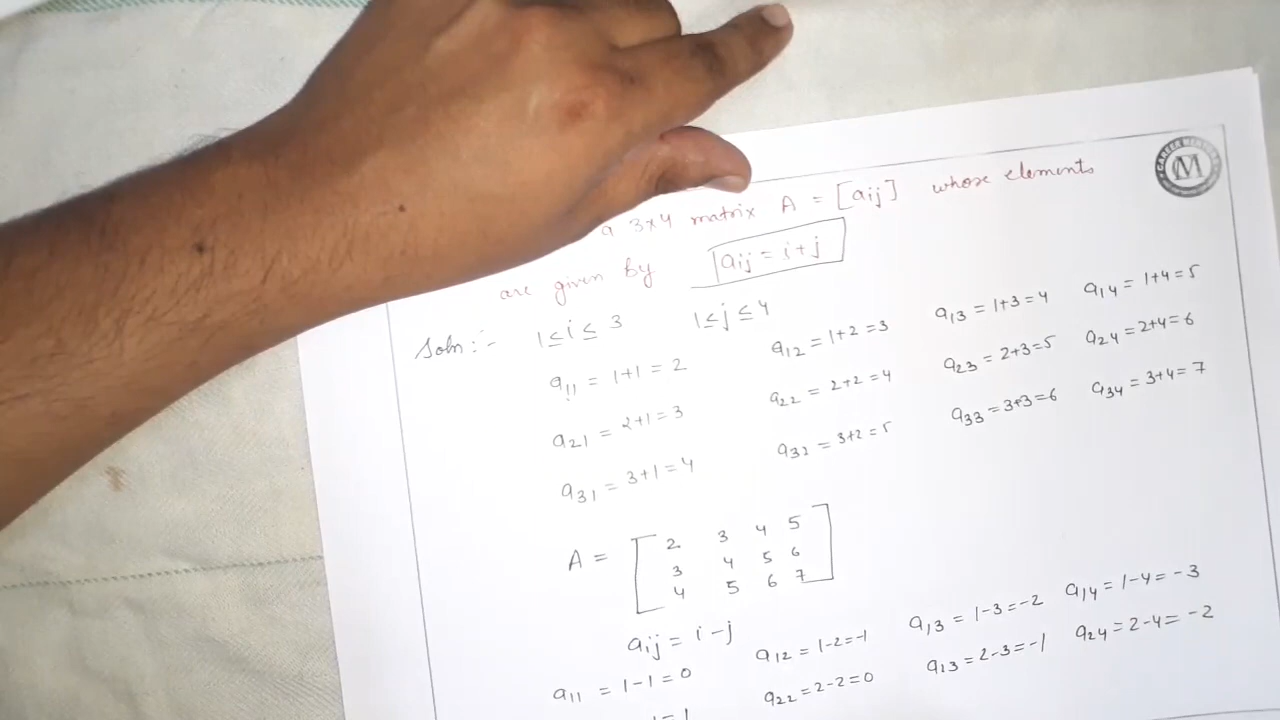 a 3×4 matrix A = [aij] whose elements
are given by aij = i+j
Soln:- 1≤i≤3 1≤j≤4
a11 = 1+1=2 a12 = 1+2=3 a13 = 1+3=4 a14 = 1+4=5
a21 = 2+1=3 a22 = 2+2=4 a23 = 2+3=5 a24 = 2+4=6
a31 = 3+1=4 a32 = 3+2=5 a33 = 3+3=6 a34 = 3+4=7
2 3 4 5
A = 3 4 5 6
4 5 6 7
aij = i-j
a11 = 1-1=0 a12 = 1-2=-1 a13 = 1-3=-2 a14 = 1-4=-3
a22 = 2-2=0 a23 = 2-3=-1 a24 = 2-4=-2